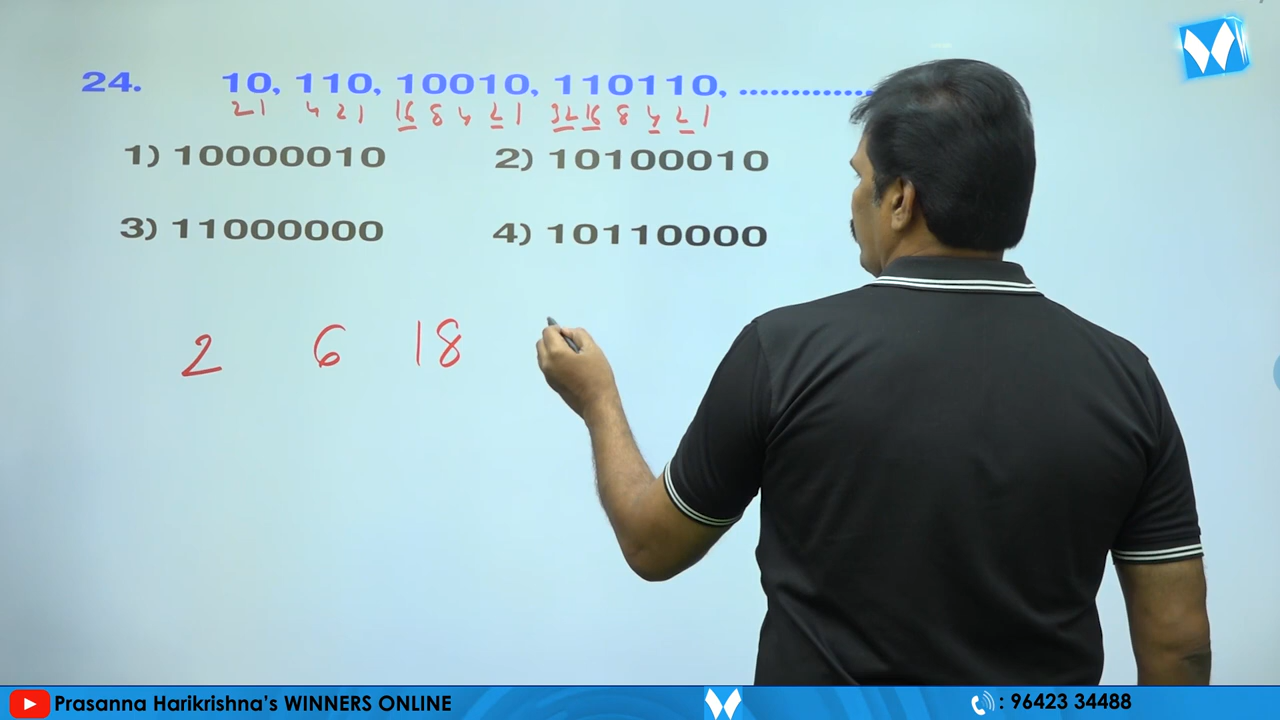 24. 10, 110, 10010, 110110, ..............
2 1 4 2 1 16 8 4 2 1 32 16 8 4 2 1
1) 10000010 2) 10100010
3) 11000000 4) 10110000
2 6 18
W
Prasanna Harikrishna's WINNERS ONLINE W : 96423 34488